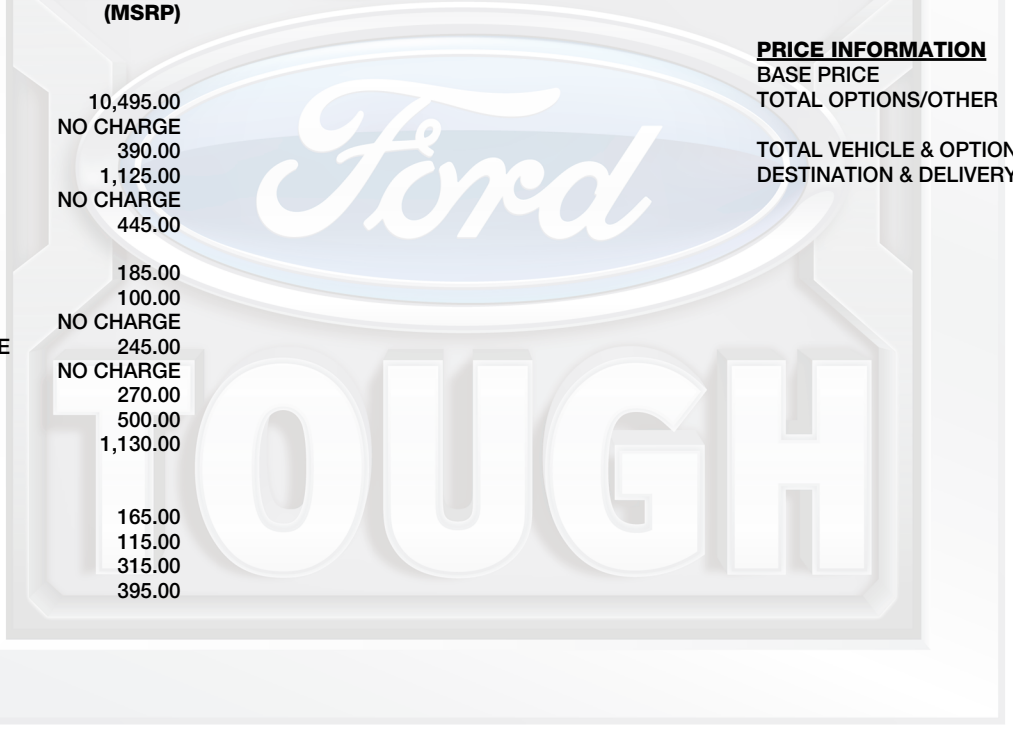 (MSRP)
10,495.00
NO CHARGE
390.00
1,125.00
NO CHARGE
445.00
185.00
100.00
NO CHARGE
E 245.00
NO CHARGE
270.00
500.00
1,130.00
165.00
115.00
315.00
395.00
PRICE INFORMATION
BASE PRICE
TOTAL OPTIONS/OTHER
TOTAL VEHICLE & OPTION
DESTINATION & DELIVERY
Ford
TOUGH